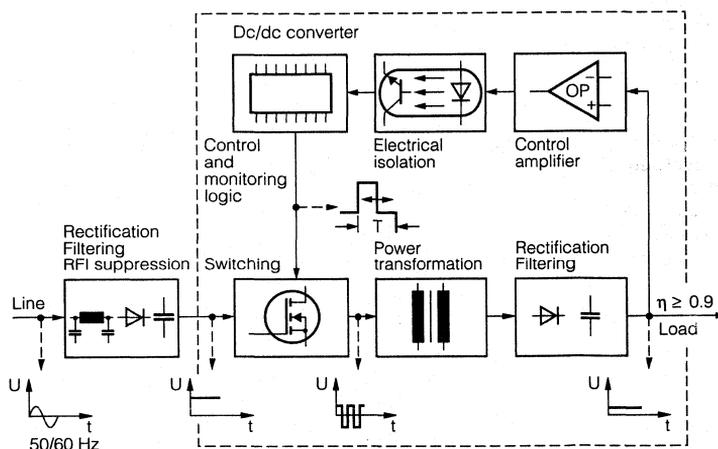 Dc/dc converter
OP
Control
and
monitoring
logic
Electrical
isolation
Control
amplifier
T
Rectification
Filtering
RFI suppression
Switching
Power
transformation
Rectification
Filtering
Line
η ≥ 0.9
Load
U
t
50/60 Hz
U
t
U
t
U
t